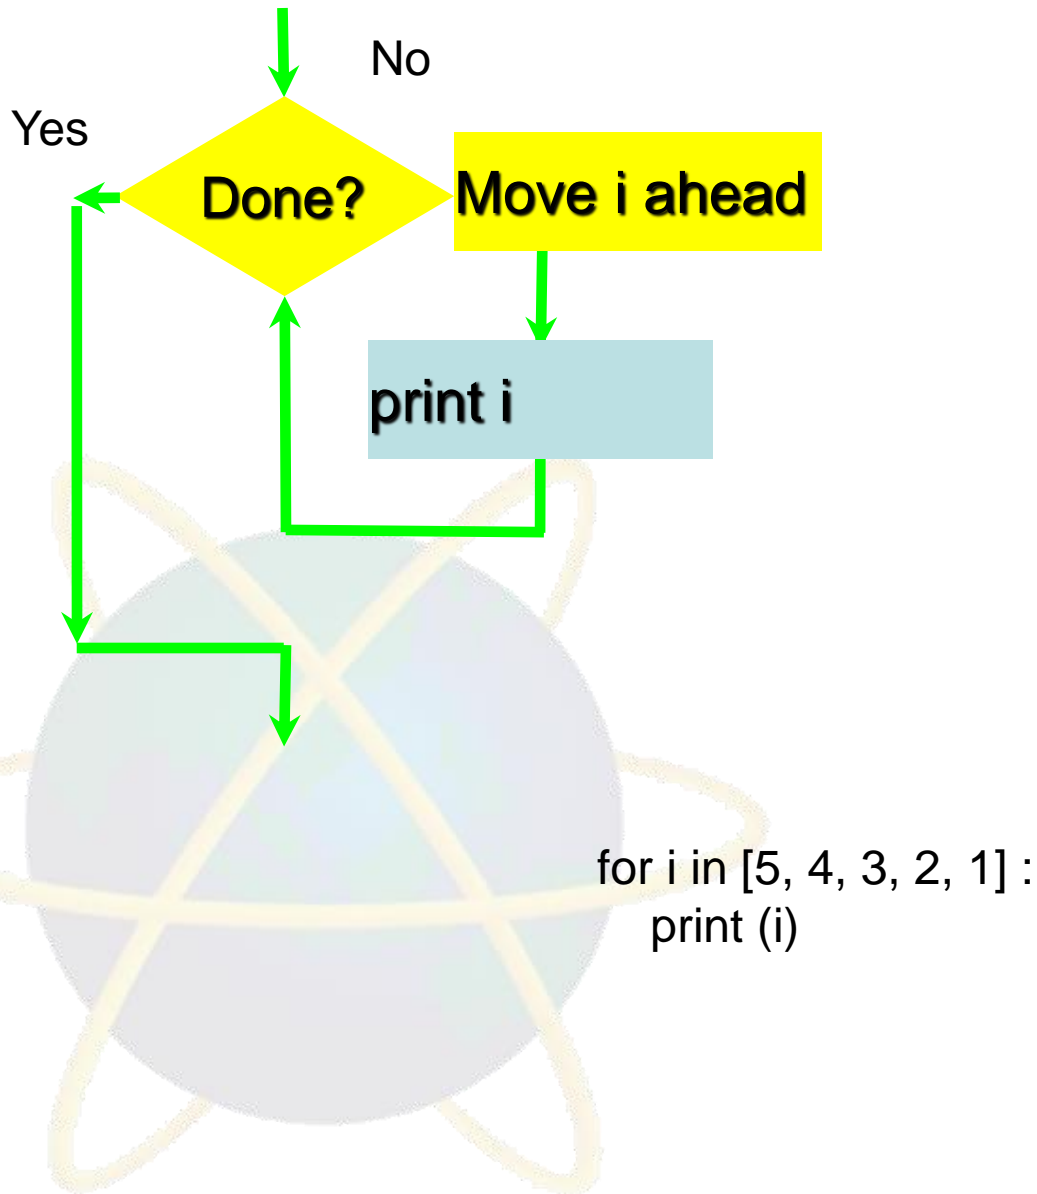 No
Yes
Done?
Move i ahead
print i
for i in [5, 4, 3, 2, 1] :
print (i)